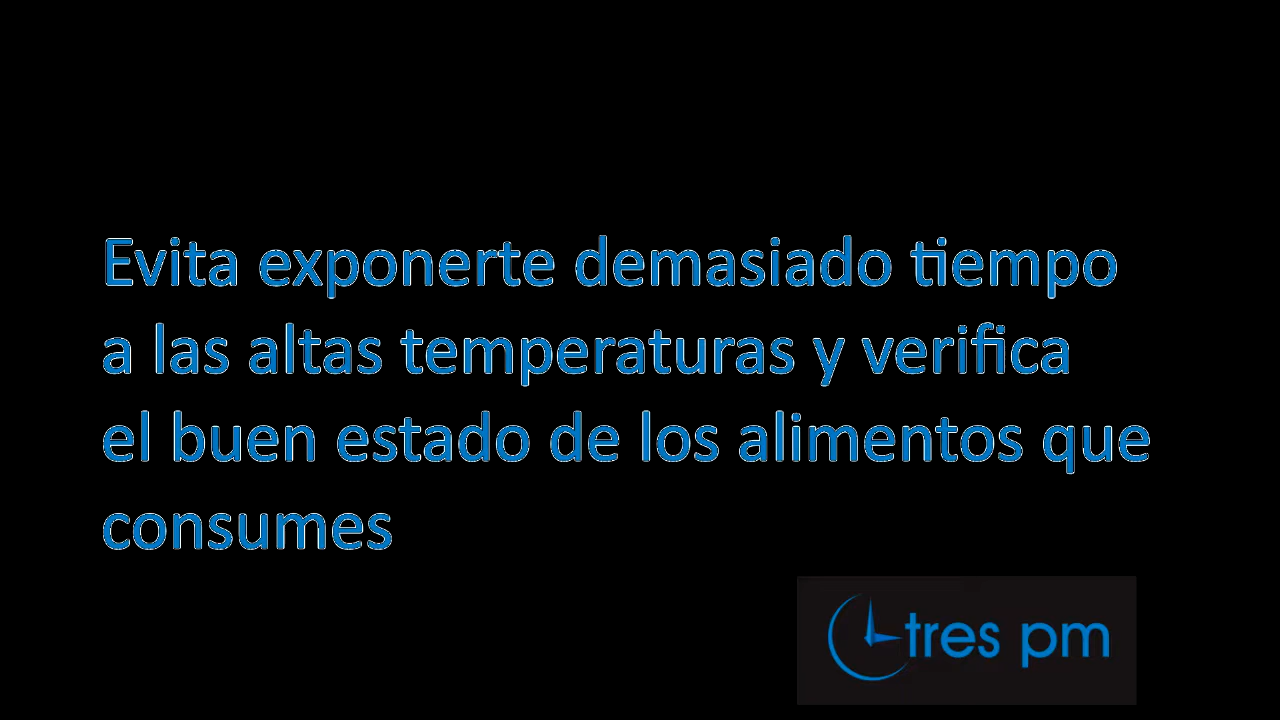 Evita exponerte demasiado tiempo
a las altas temperaturas y verifica
el buen estado de los alimentos que
consumes
tres pm